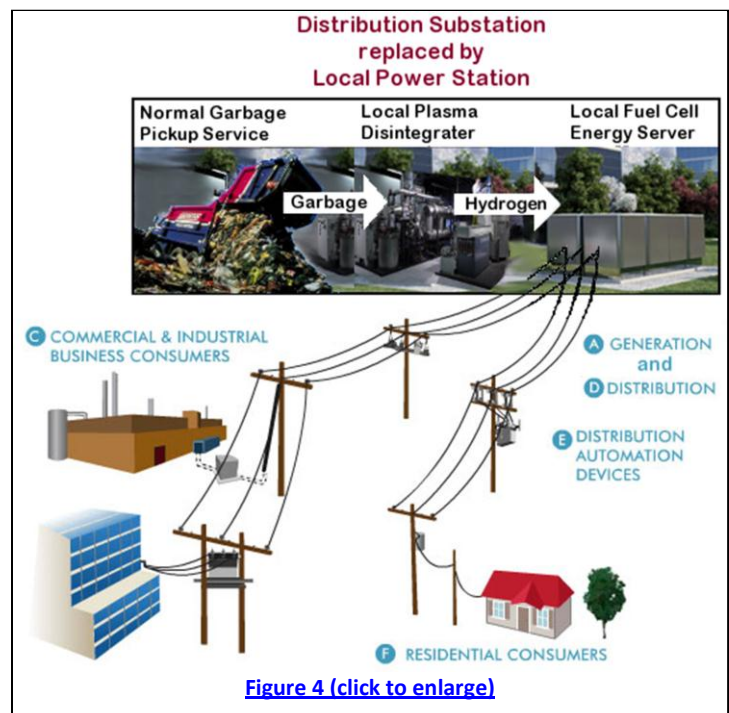 Distribution Substation
replaced by
Local Power Station
Normal Garbage
Pickup Service
Local Plasma
Disintegrater
Local Fuel Cell
Energy Server
Garbage
Hydrogen
C COMMERCIAL & INDUSTRIAL
BUSINESS CONSUMERS
A GENERATION
and
D DISTRIBUTION
E DISTRIBUTION
AUTOMATION
DEVICES
F RESIDENTIAL CONSUMERS
Figure 4 (click to enlarge)